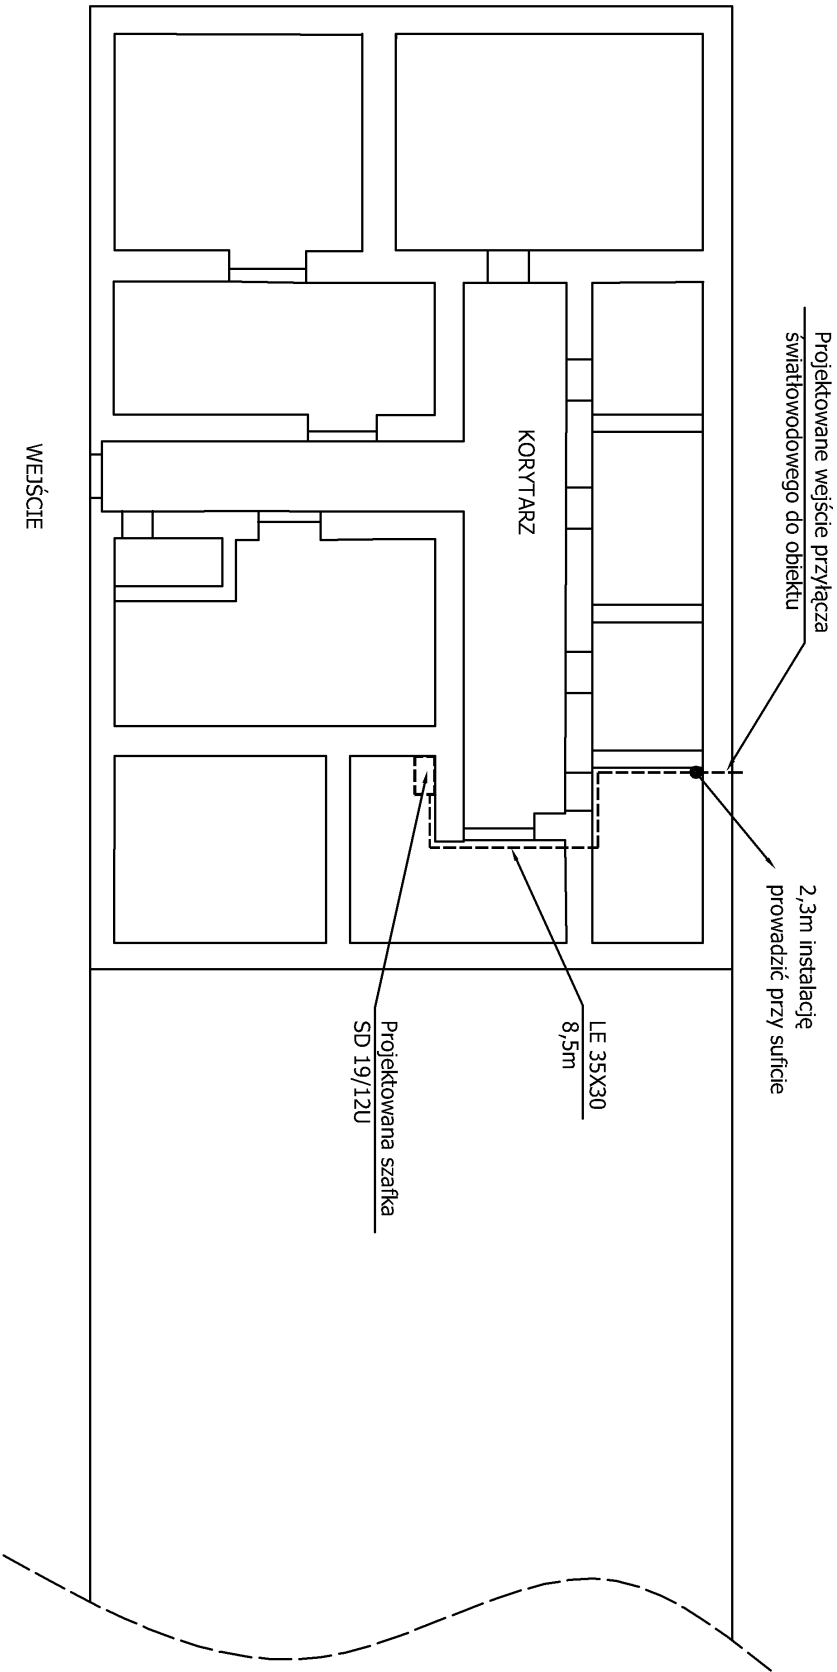 Projektowane wejście przyłącza
światłowodowego do obiektu
2,3m instalację
prowadzić przy suficie
KORYTARZ
LE 35X30
8,5m
Projektowana szafka
SD 19/12U
WEJŚCIE